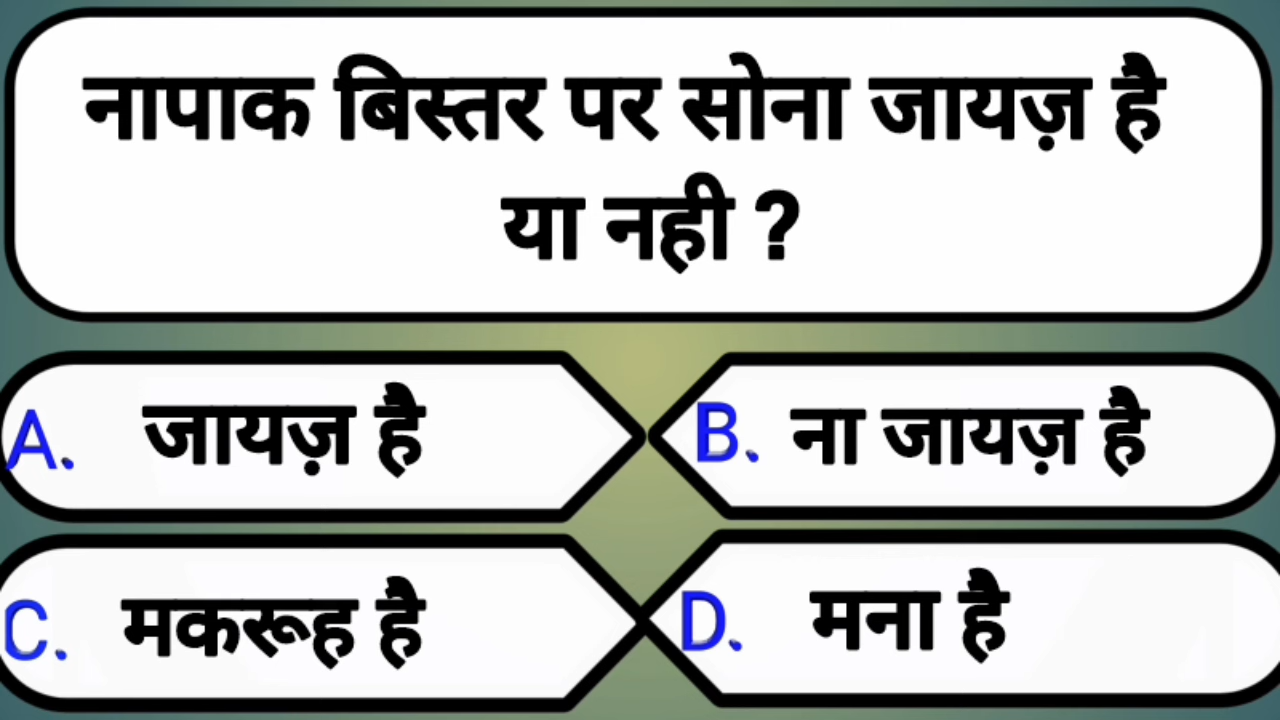 नापाक बिस्तर पर सोना जायज़ है
या नही ?
A. जायज़ है
B. ना जायज़ है
C. मकरूह है
D. मना है